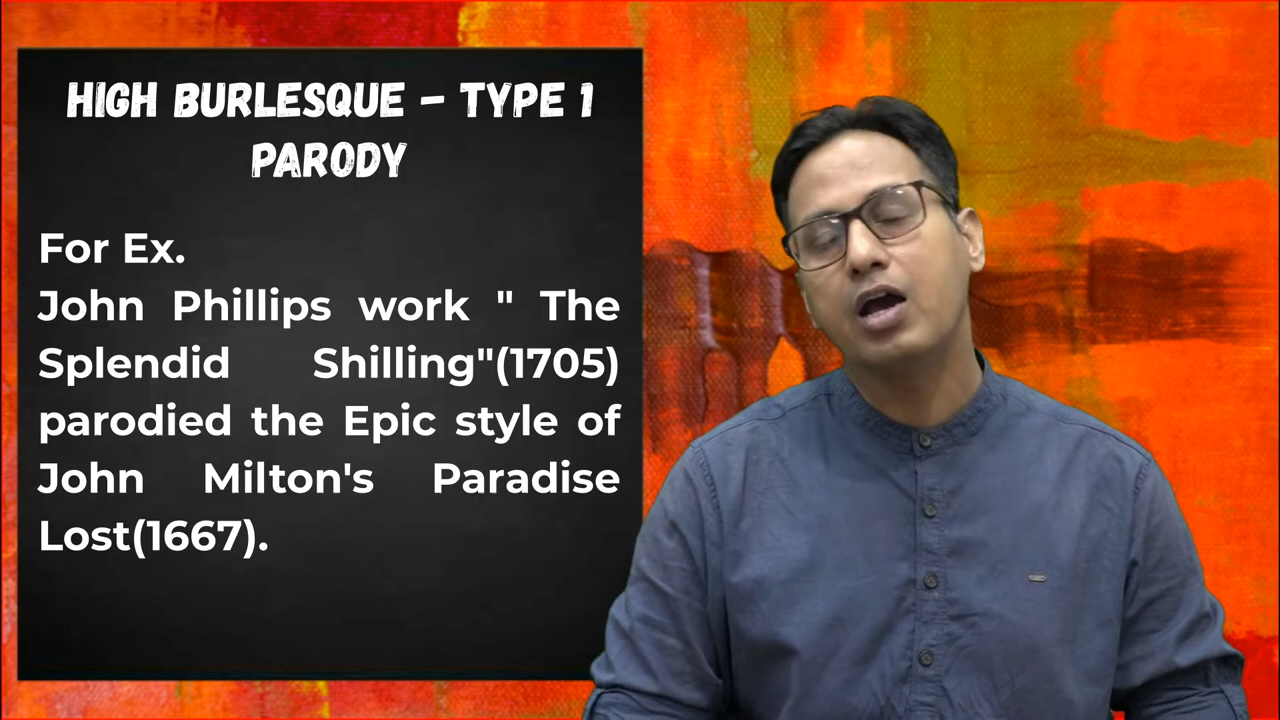 HIGH BURLESQUE – TYPE 1
PARODY
For Ex.
John Phillips work " The
Splendid Shilling"(1705)
parodied the Epic style of
John Milton's Paradise
Lost(1667).